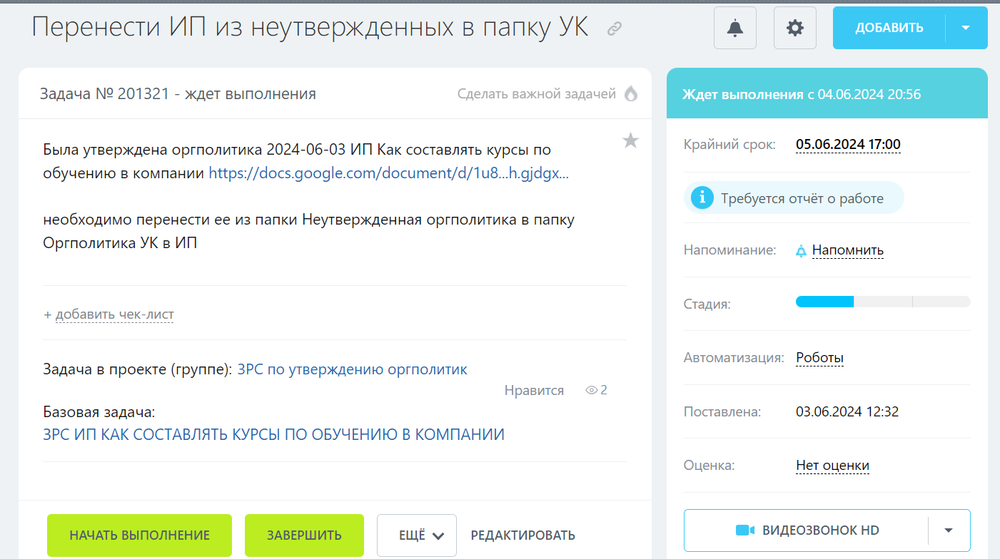 Перенести ИП из неутвержденных в папку УК
ДОБАВИТЬ
Задача № 201321 - ждет выполнения
Сделать важной задачей
Была утверждена оргполитика 2024-06-03 ИП Как составлять курсы по
обучению в компании https://docs.google.com/document/d/1u8...h.gjdgx...
необходимо перенести ее из папки Неутвержденная оргполитика в папку
Оргполитика УК в ИП
+ добавить чек-лист
Задача в проекте (группе): ЗРС по утверждению оргполитик
Нравится 2
Базовая задача:
ЗРС ИП КАК СОСТАВЛЯТЬ КУРСЫ ПО ОБУЧЕНИЮ В КОМПАНИИ
НАЧАТЬ ВЫПОЛНЕНИЕ
ЗАВЕРШИТЬ
ЕЩЁ
РЕДАКТИРОВАТЬ
Ждет выполнения с 04.06.2024 20:56
Крайний срок: 05.06.2024 17:00
Требуется отчёт о работе
Напоминание: Напомнить
Стадия:
Автоматизация: Роботы
Поставлена: 03.06.2024 12:32
Оценка: Нет оценки
ВИДЕОЗВОНОК HD